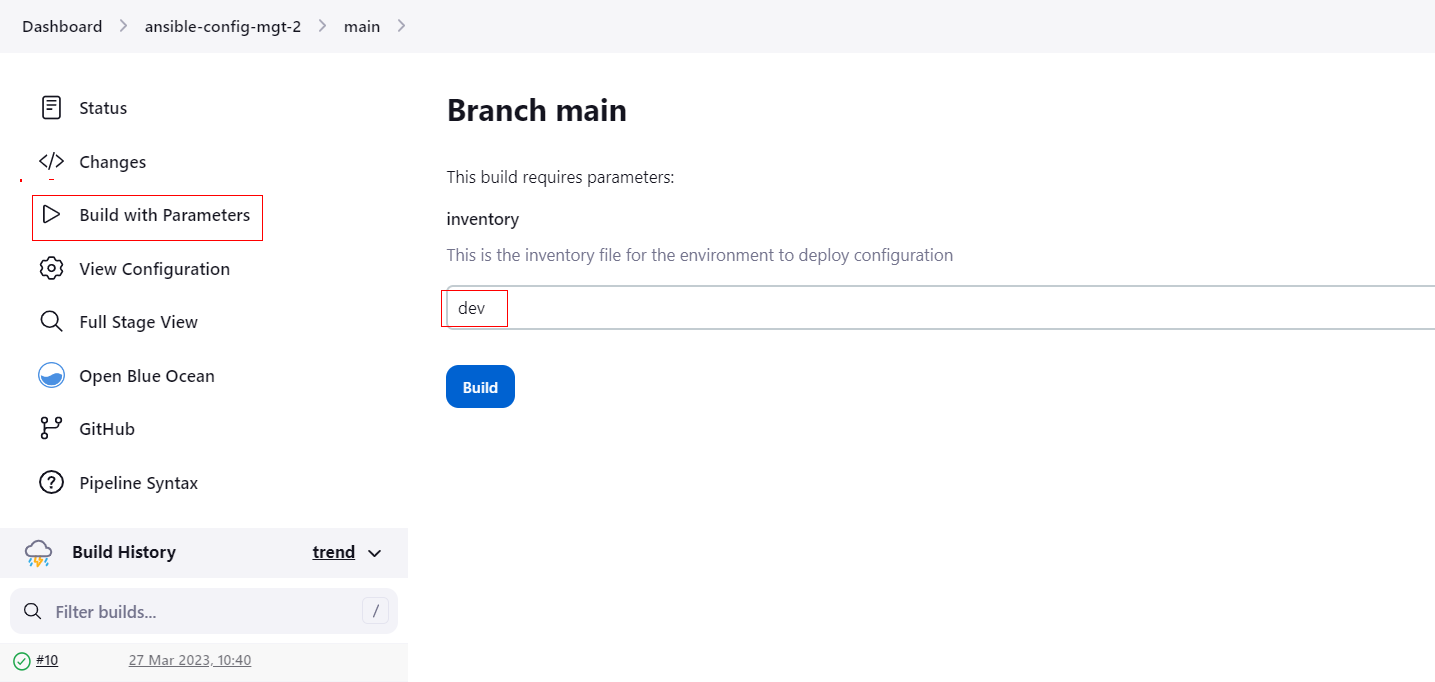 Dashboard > ansible-config-mgt-2 > main >
Status
Changes
Build with Parameters
View Configuration
Full Stage View
Open Blue Ocean
GitHub
Pipeline Syntax
Build History trend
Filter builds... /
#10 27 Mar 2023, 10:40
Branch main
This build requires parameters:
inventory
This is the inventory file for the environment to deploy configuration
dev
Build